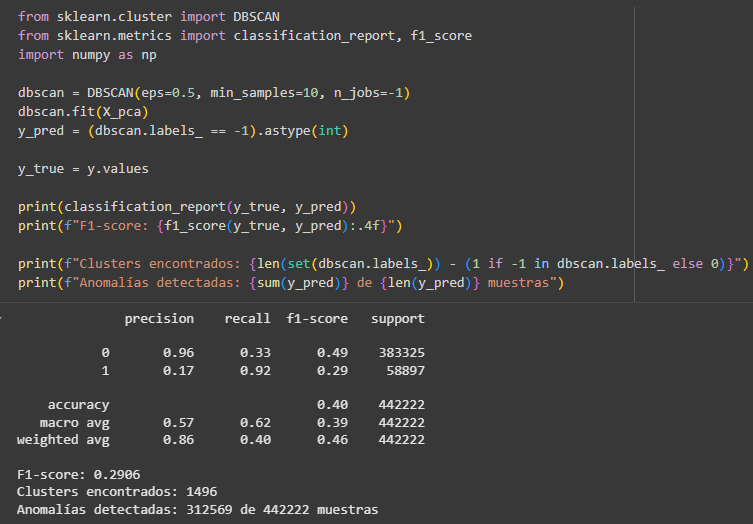 from sklearn.cluster import DBSCAN
from sklearn.metrics import classification_report, f1_score
import numpy as np
dbscan = DBSCAN(eps=0.5, min_samples=10, n_jobs=-1)
dbscan.fit(X_pca)
y_pred = (dbscan.labels_ == -1).astype(int)
y_true = y.values
print(classification_report(y_true, y_pred))
print(f"F1-score: {f1_score(y_true, y_pred):.4f}")
print(f"Clusters encontrados: {len(set(dbscan.labels_)) - (1 if -1 in dbscan.labels_ else 0)}")
print(f"Anomalías detectadas: {sum(y_pred)} de {len(y_pred)} muestras")
precision recall f1-score support
0 0.96 0.33 0.49 383325
1 0.17 0.92 0.29 58897
accuracy 0.40 442222
macro avg 0.57 0.62 0.39 442222
weighted avg 0.86 0.40 0.46 442222
F1-score: 0.2906
Clusters encontrados: 1496
Anomalías detectadas: 312569 de 442222 muestras